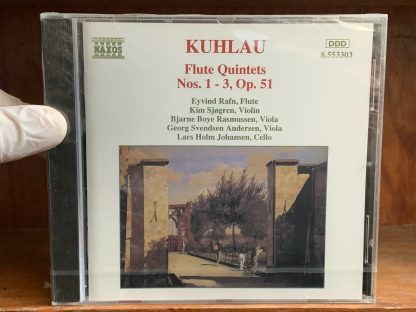 NAXOS
DDD
8.553303
KUHLAU
Flute Quintets
Nos. 1 - 3, Op. 51
Eyvind Rafn, Flute
Kim Sjøgren, Violin
Bjarne Boye Rasmussen, Viola
Georg Svendsen Andersen, Viola
Lars Holm Johansen, Cello